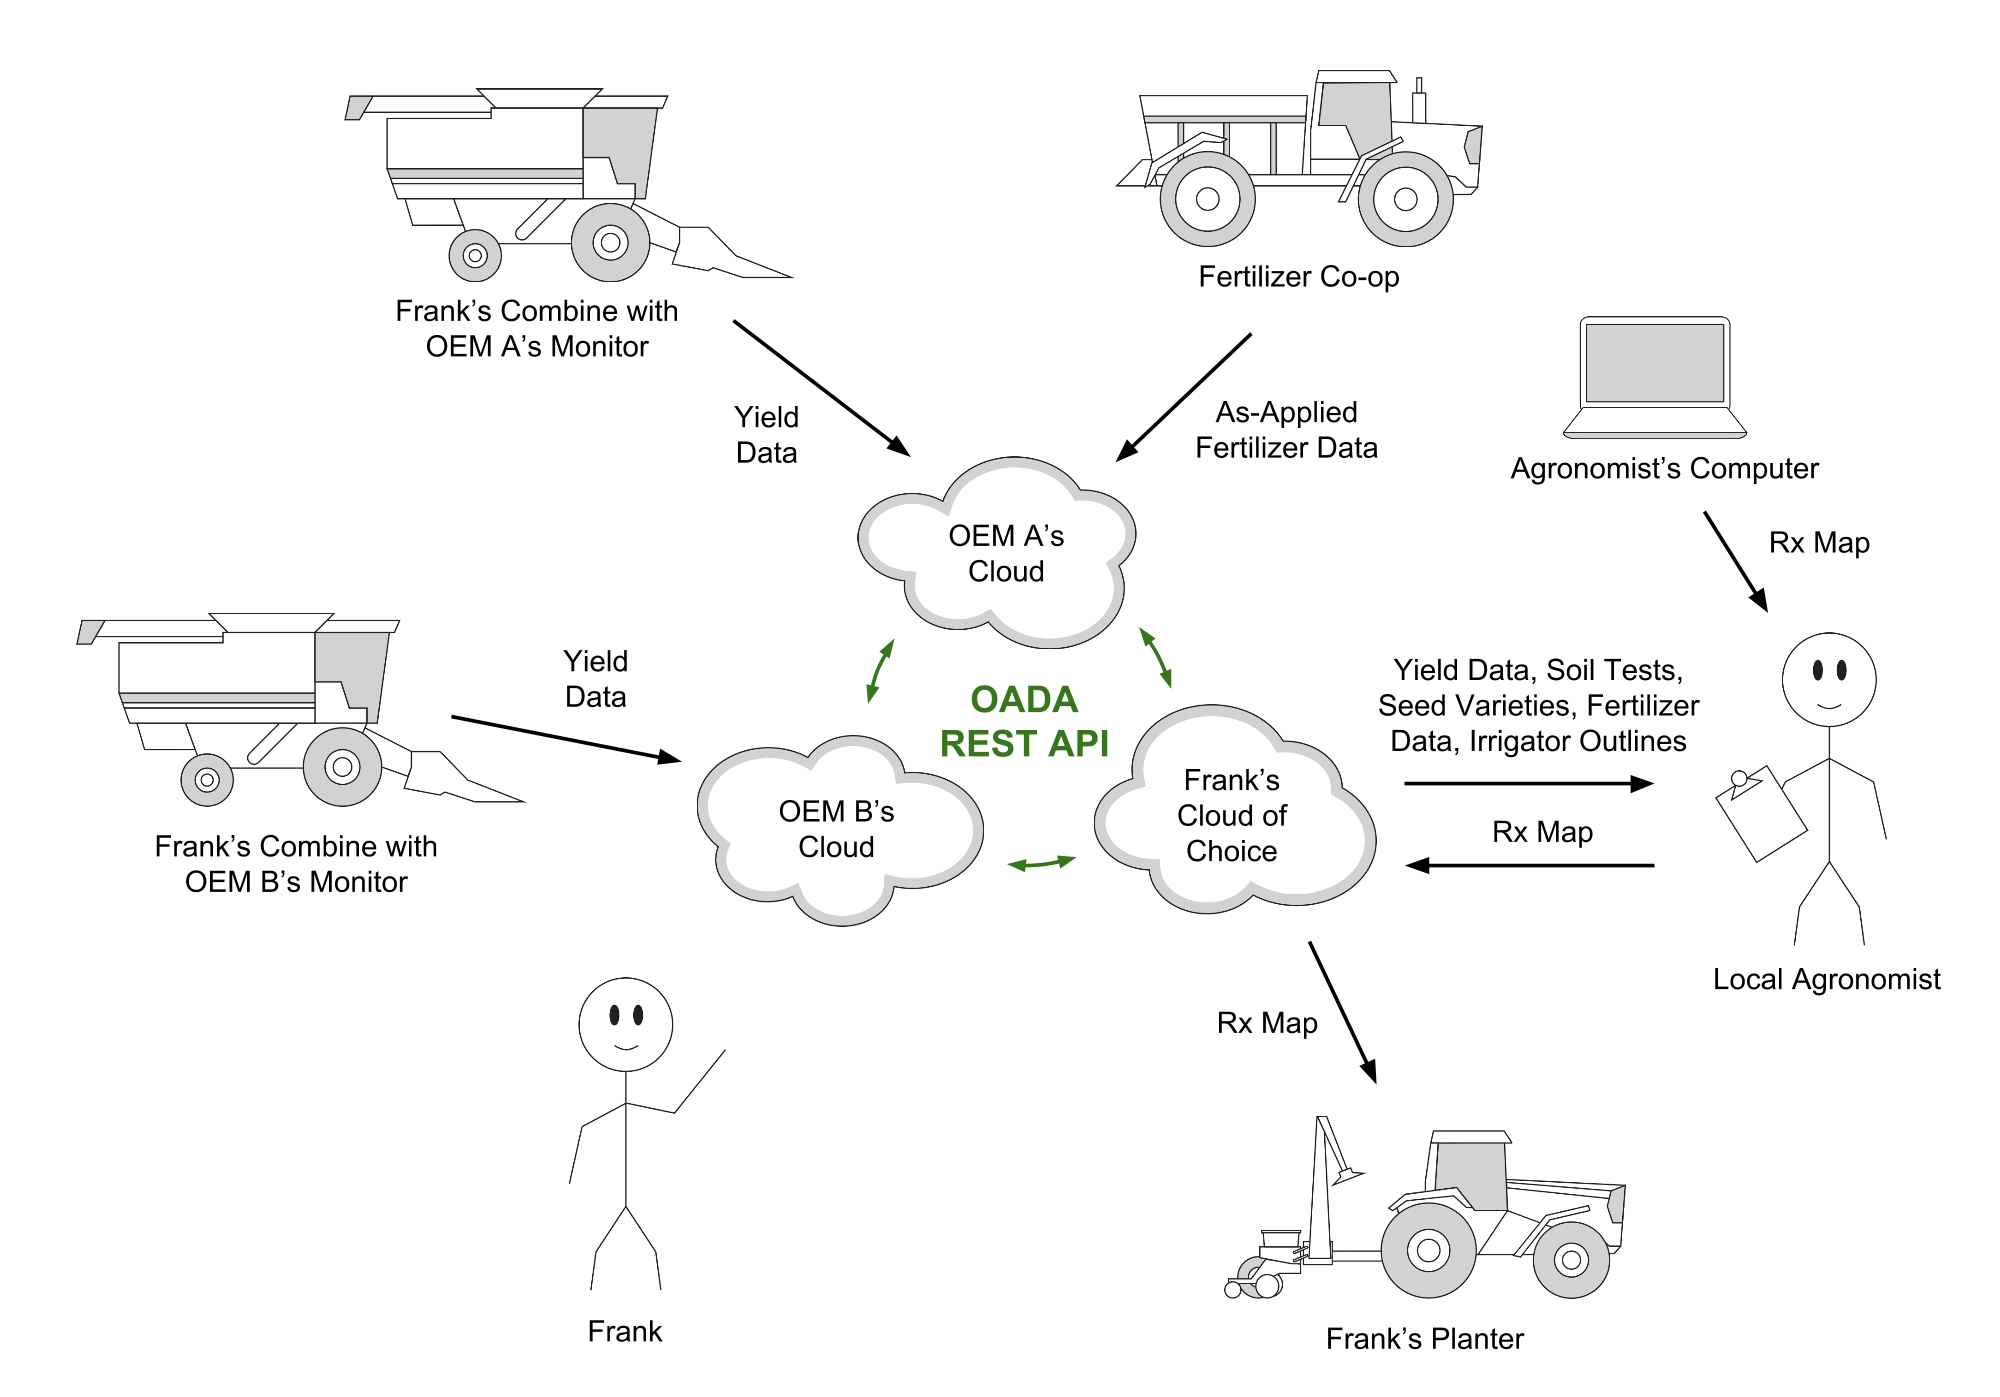 Fertilizer Co-op
Frank’s Combine with
OEM A’s Monitor
Yield
Data
As-Applied
Fertilizer Data
Agronomist’s Computer
Rx Map
OEM A’s
Cloud
Yield
Data
OADA
REST API
Yield Data, Soil Tests,
Seed Varieties, Fertilizer
Data, Irrigator Outlines
Frank’s Combine with
OEM B’s Monitor
OEM B’s
Cloud
Frank’s
Cloud of
Choice
Rx Map
Local Agronomist
Rx Map
Frank
Frank’s Planter